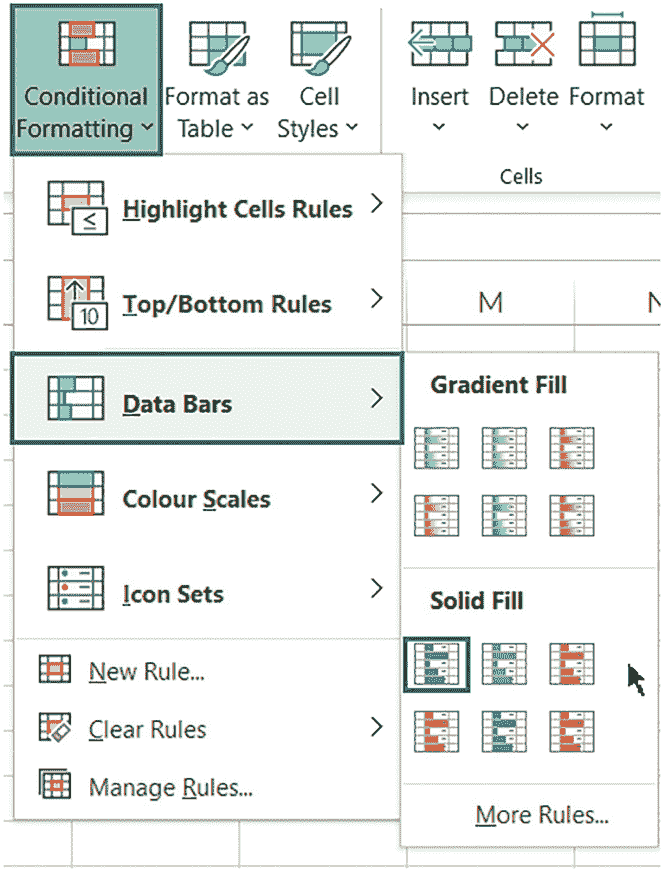 Conditional Formatting
Format as Table
Cell Styles
Insert
Delete
Format
Cells
Highlight Cells Rules
≤
Top/Bottom Rules
10
M
N
Data Bars
Gradient Fill
Colour Scales
Icon Sets
Solid Fill
New Rule...
Clear Rules
Manage Rules...
More Rules...